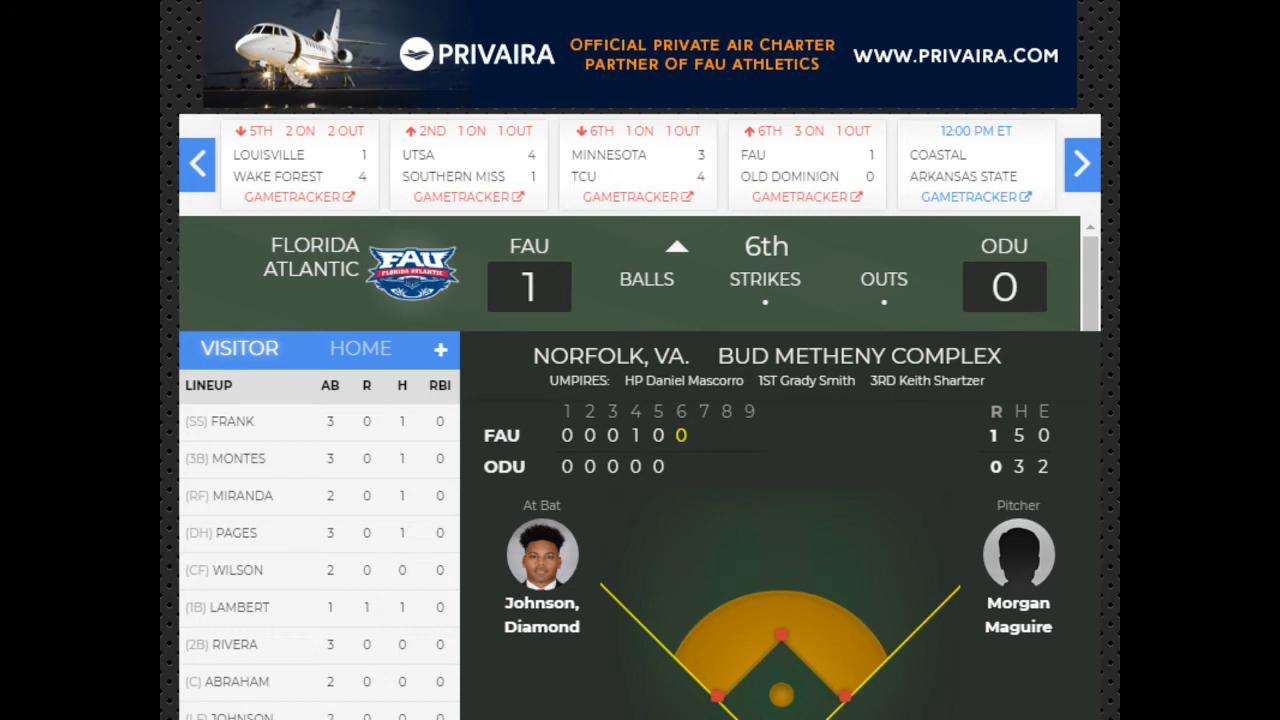 PRIVAIRA
OFFICIAL PRIVATE AIR CHARTER
PARTNER OF FAU ATHLETICS
WWW.PRIVAIRA.COM
5TH 2 ON 2 OUT
LOUISVILLE 1
WAKE FOREST 4
GAMETRACKER
2ND 1 ON 1 OUT
UTSA 4
SOUTHERN MISS 1
GAMETRACKER
6TH 1 ON 1 OUT
MINNESOTA 3
TCU 4
GAMETRACKER
6TH 3 ON 1 OUT
FAU 1
OLD DOMINION 0
GAMETRACKER
12:00 PM ET
COASTAL
ARKANSAS STATE
GAMETRACKER
FLORIDA
ATLANTIC
FAU
FLORIDA ATLANTIC
FAU
1
6th
BALLS STRIKES OUTS
ODU
0
VISITOR HOME +
LINEUP AB R H RBI
(SS) FRANK 3 0 1 0
(3B) MONTES 3 0 1 0
(RF) MIRANDA 2 0 1 0
(DH) PAGES 3 0 1 0
(CF) WILSON 2 0 0 0
(1B) LAMBERT 1 1 1 0
(2B) RIVERA 3 0 0 0
(C) ABRAHAM 2 0 0 0
(LF) JOHNSON 2 0 0 0
NORFOLK, VA. BUD METHENY COMPLEX
UMPIRES: HP Daniel Mascorro 1ST Grady Smith 3RD Keith Shartzer
1 2 3 4 5 6 7 8 9 R H E
FAU 0 0 0 1 0 0 1 5 0
ODU 0 0 0 0 0 0 3 2
At Bat
Johnson,
Diamond
Pitcher
Morgan
Maguire